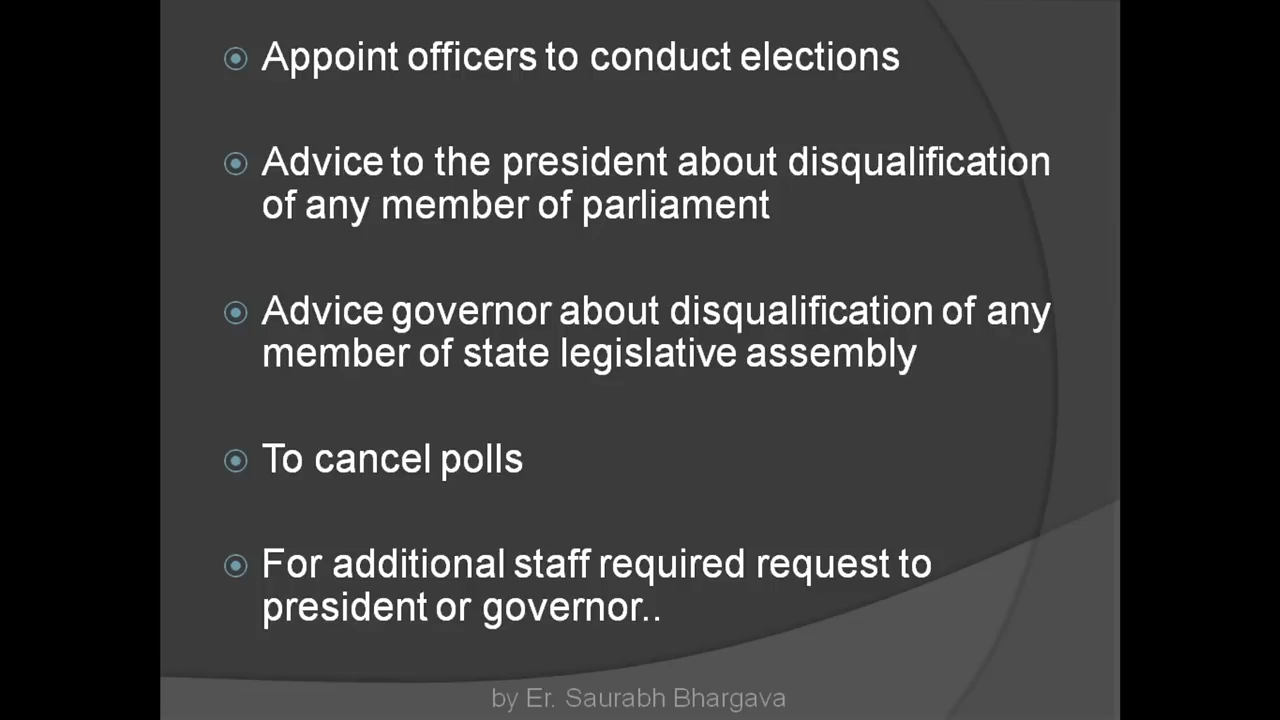 Appoint officers to conduct elections
Advice to the president about disqualification
of any member of parliament
Advice governor about disqualification of any
member of state legislative assembly
To cancel polls
For additional staff required request to
president or governor..
by Er. Saurabh Bhargava